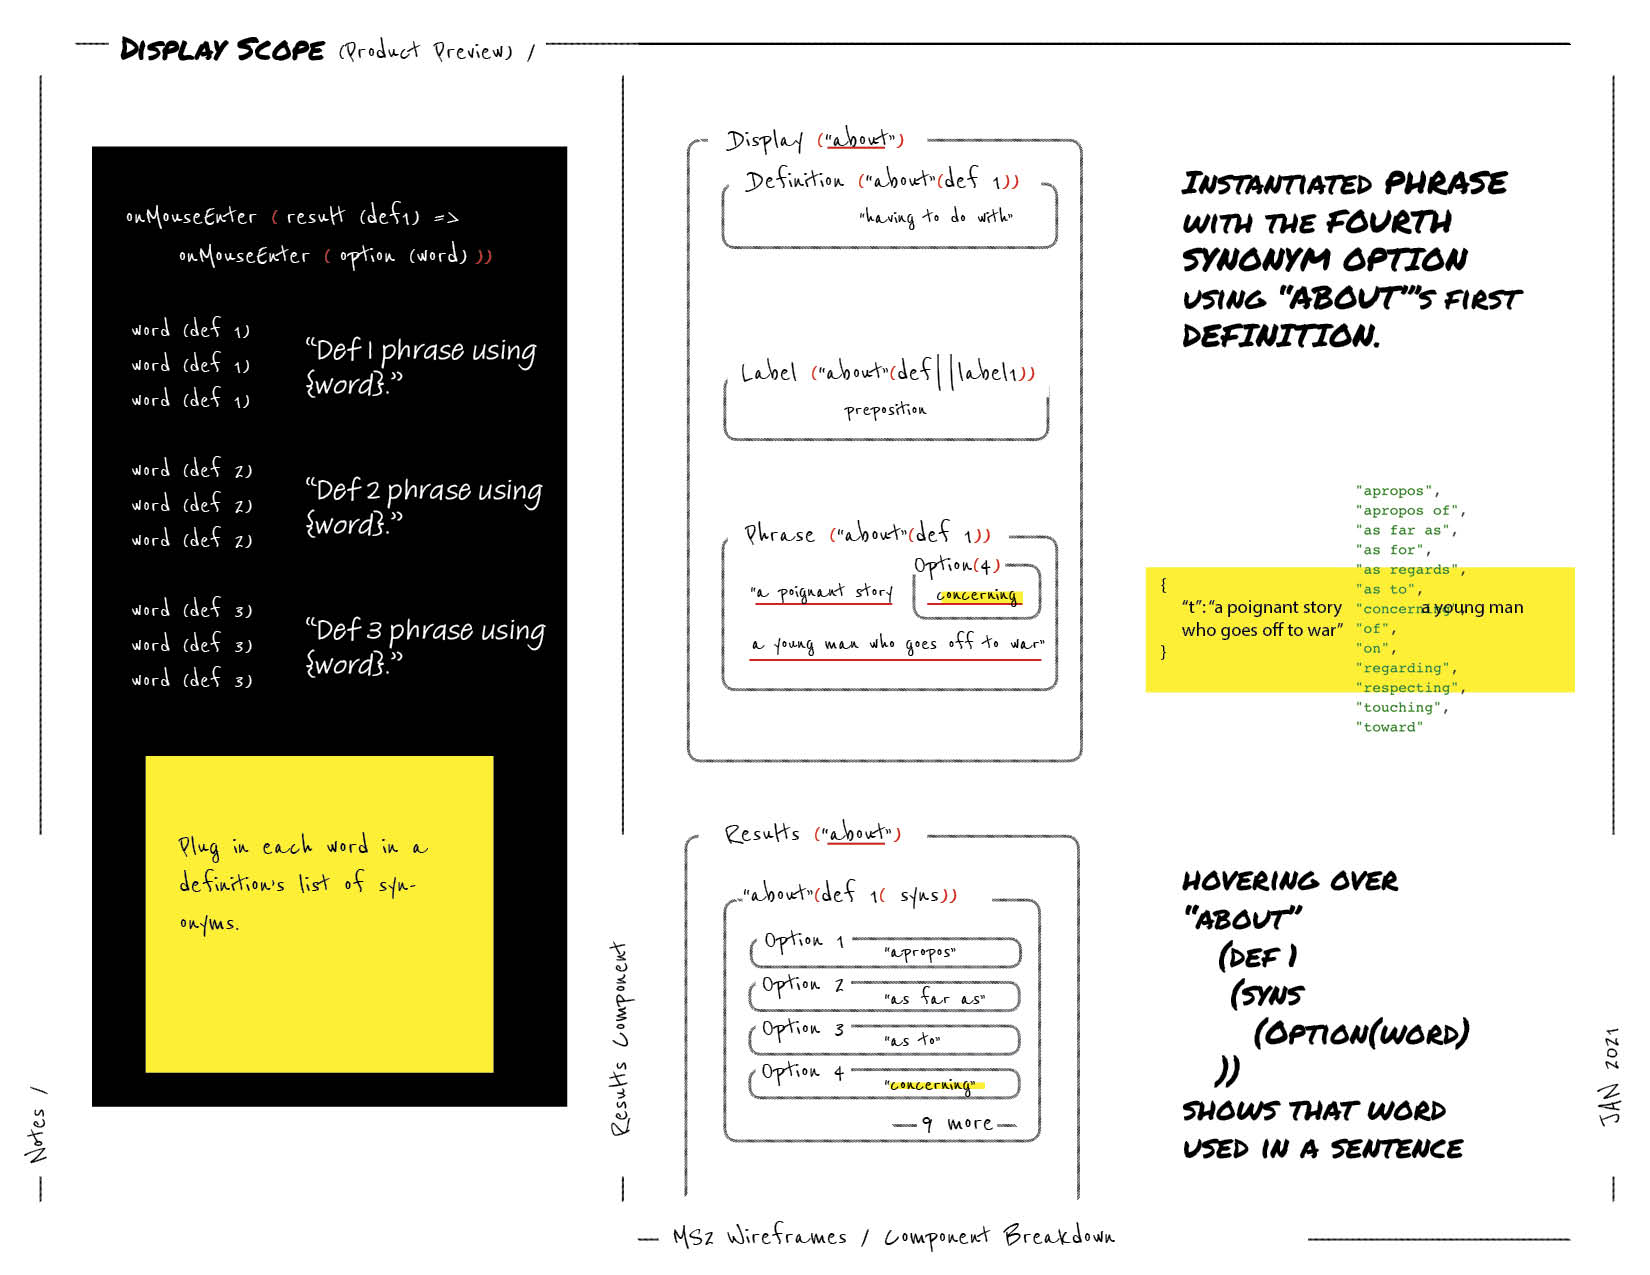 DISPLAY SCOPE (Product Preview) /
onMouseEnter ( result (def1) =>
onMouseEnter ( option (word) ))
word (def 1)
word (def 1)
word (def 1)
“Def 1 phrase using
{word}.”
word (def 2)
word (def 2)
word (def 2)
“Def 2 phrase using
{word}.”
word (def 3)
word (def 3)
word (def 3)
“Def 3 phrase using
{word}.”
Plug in each word in a
definition's list of syn-
onyms.
Notes /
Results Component
Display ("about")
Definition ("about"(def 1))
"having to do with"
Label ("about"(def||label1))
preposition
Phrase ("about"(def 1))
Option(4)
"a poignant story
concerning
a young man who goes off to war"
Results ("about")
"about"(def 1( syns))
Option 1
"apropos"
Option 2
"as far as"
Option 3
"as to"
Option 4
"concerning"
9 more
INSTANTIATED PHRASE
WITH THE FOURTH
SYNONYM OPTION
USING "ABOUT"'S FIRST
DEFINITION.
"apropos",
"apropos of",
"as far as",
"as for",
"as regards",
"as to",
"concerning",
"of",
"on",
"regarding",
"respecting",
"touching",
"toward"
{
“t”: “a poignant story a young man
who goes off to war”
}
HOVERING OVER
"ABOUT"
(DEF 1
(SYNS
(OPTION(WORD)
))
SHOWS THAT WORD
USED IN A SENTENCE
JAN 2021
MS2 Wireframes / Component Breakdown